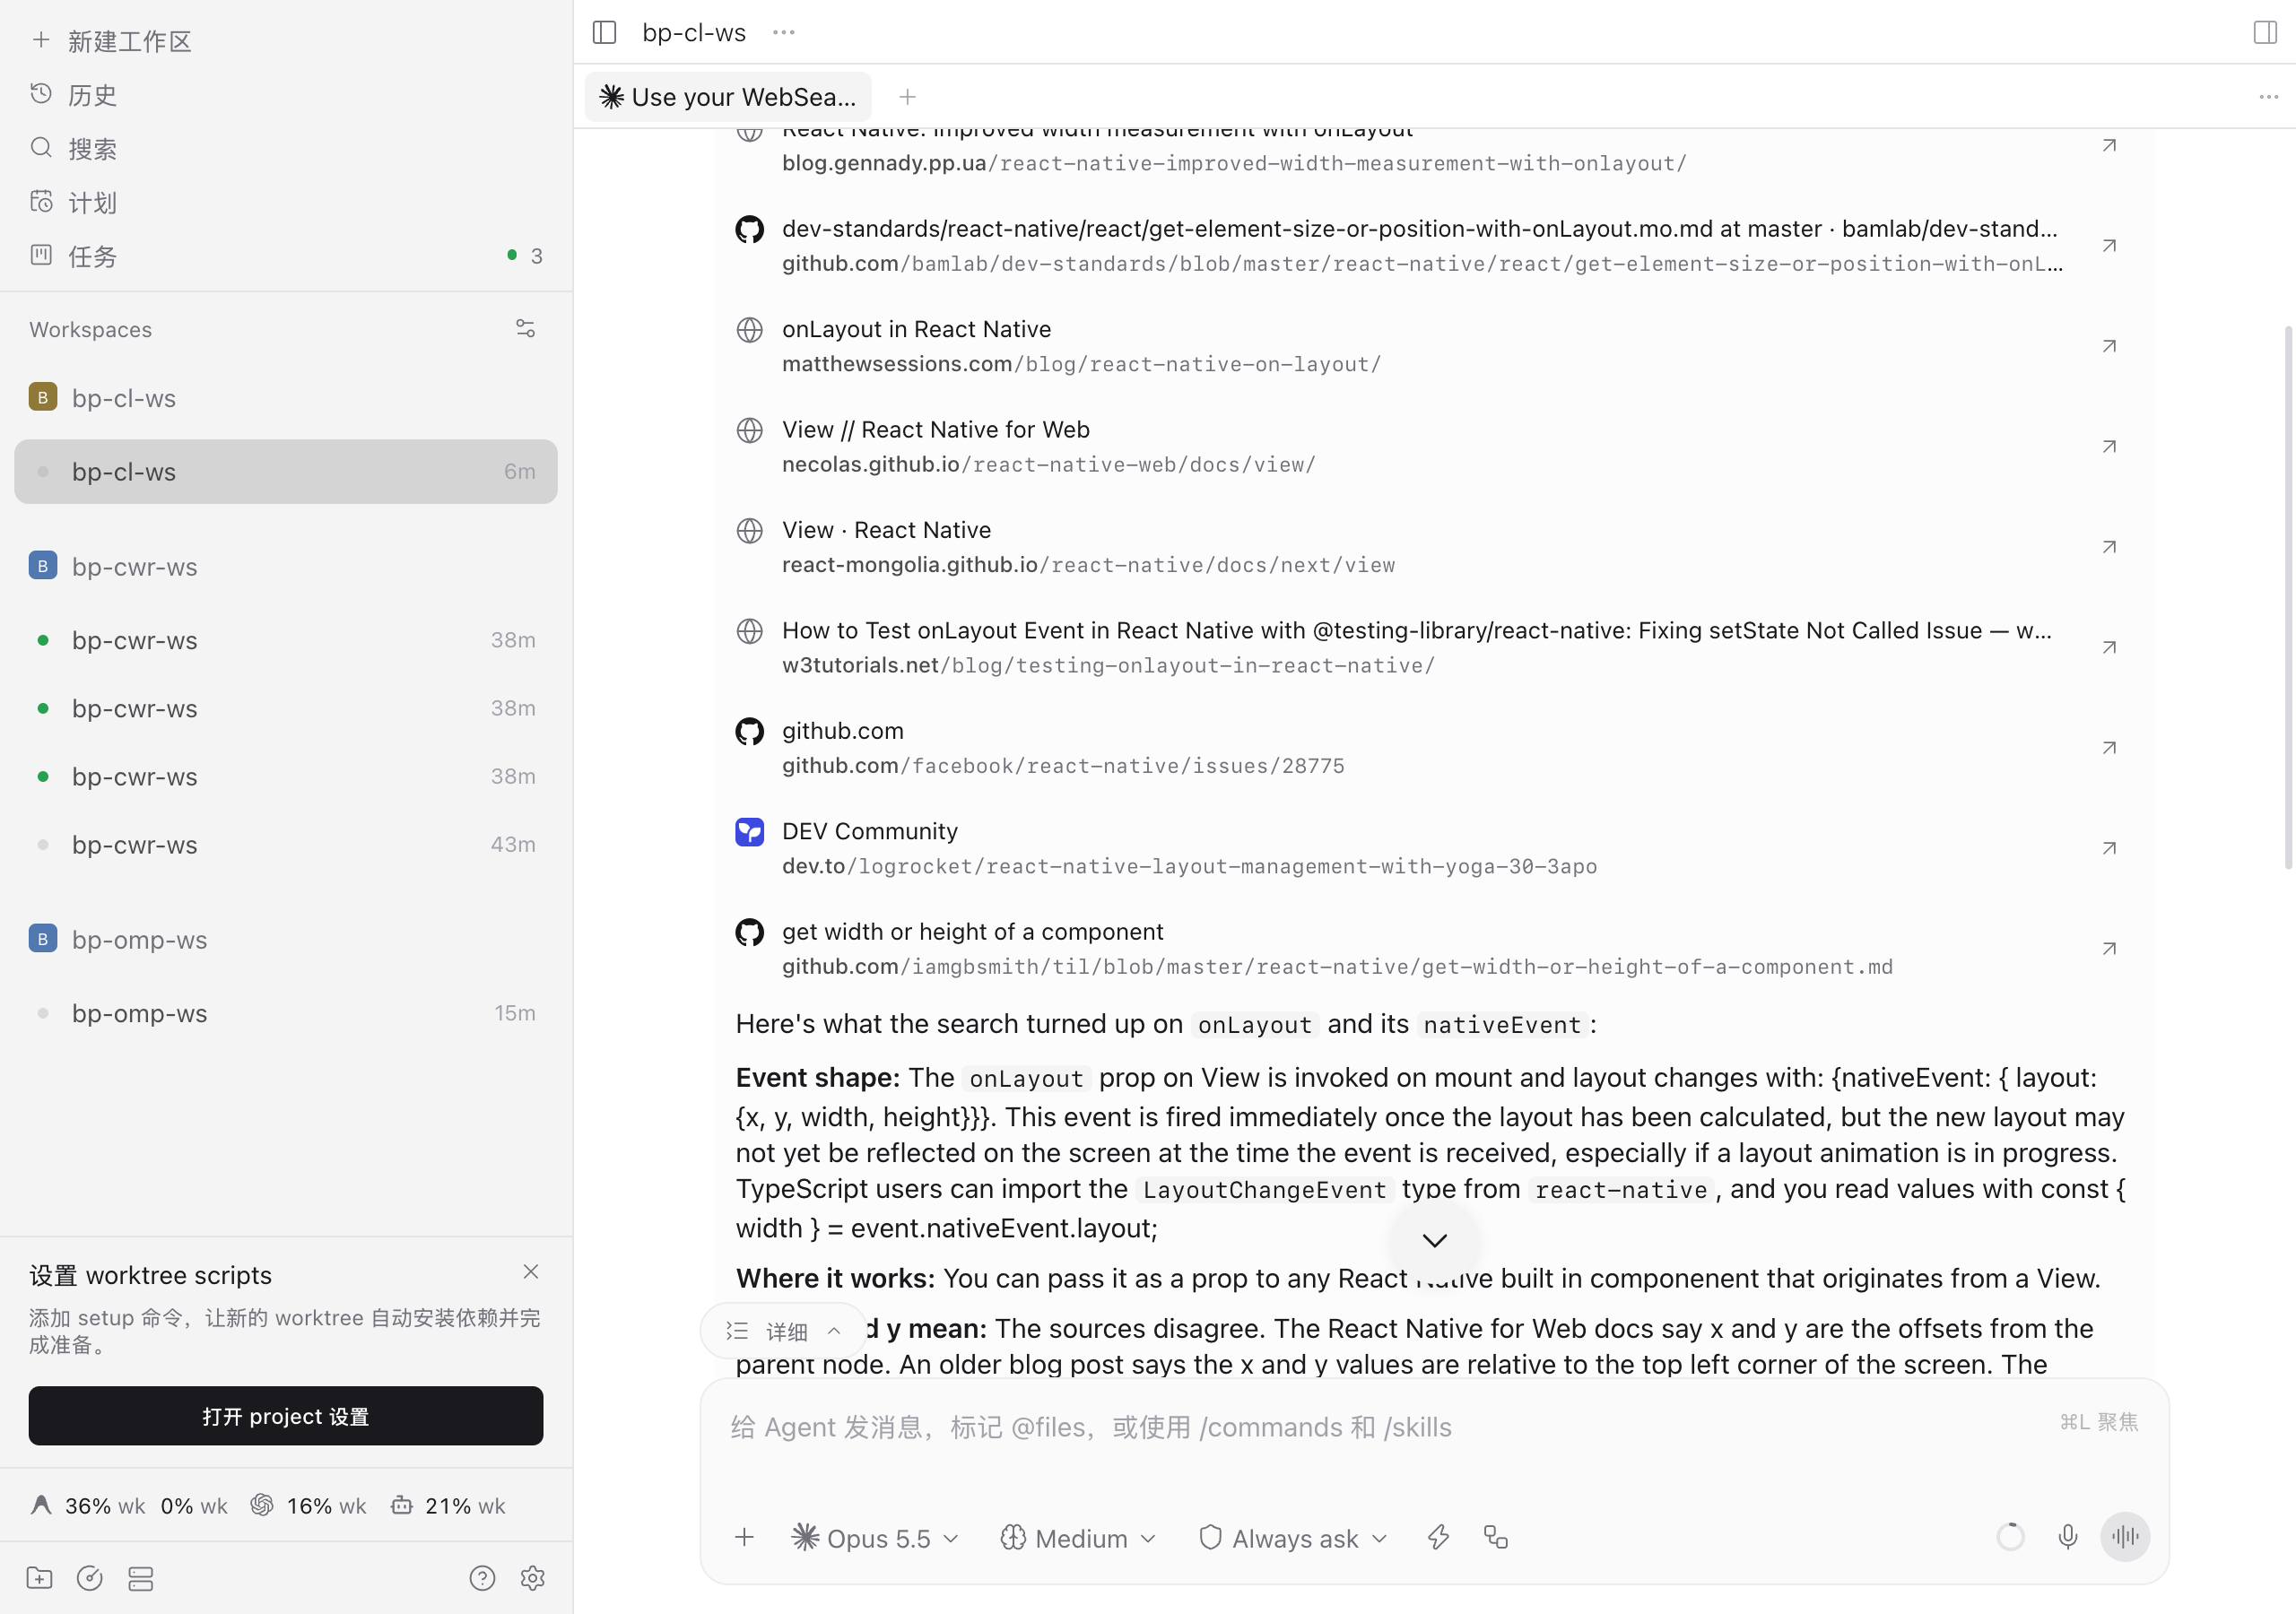 新建工作区
历史
搜索
计划
任务 3
Workspaces
B bp-cl-ws
bp-cl-ws 6m
B bp-cwr-ws
bp-cwr-ws 38m
bp-cwr-ws 38m
bp-cwr-ws 38m
bp-cwr-ws 43m
B bp-omp-ws
bp-omp-ws 15m
设置 worktree scripts
添加 setup 命令，让新的 worktree 自动安装依赖并完
成准备。
打开 project 设置
36% wk 0% wk 16% wk 21% wk
bp-cl-ws
Use your WebSea...
React Native: Improved width measurement with onLayout
blog.gennady.pp.ua/react-native-improved-width-measurement-with-onlayout/
dev-standards/react-native/react/get-element-size-or-position-with-onLayout.mo.md at master · bamlab/dev-stand...
github.com/bamlab/dev-standards/blob/master/react-native/react/get-element-size-or-position-with-onL...
onLayout in React Native
matthewsessions.com/blog/react-native-on-layout/
View // React Native for Web
necolas.github.io/react-native-web/docs/view/
View · React Native
react-mongolia.github.io/react-native/docs/next/view
How to Test onLayout Event in React Native with @testing-library/react-native: Fixing setState Not Called Issue — w...
w3tutorials.net/blog/testing-onlayout-in-react-native/
github.com
github.com/facebook/react-native/issues/28775
DEV Community
dev.to/logrocket/react-native-layout-management-with-yoga-30-3apo
get width or height of a component
github.com/iamgbsmith/til/blob/master/react-native/get-width-or-height-of-a-component.md
Here's what the search turned up on onLayout and its nativeEvent:
Event shape: The onLayout prop on View is invoked on mount and layout changes with: {nativeEvent: { layout:
{x, y, width, height}}}. This event is fired immediately once the layout has been calculated, but the new layout may
not yet be reflected on the screen at the time the event is received, especially if a layout animation is in progress.
TypeScript users can import the LayoutChangeEvent type from react-native, and you read values with const {
width } = event.nativeEvent.layout;
Where it works: You can pass it as a prop to any React Native built in componenent that originates from a View.
d y mean: The sources disagree. The React Native for Web docs say x and y are the offsets from the
parent node. An older blog post says the x and y values are relative to the top left corner of the screen. The
详细
给 Agent 发消息，标记 @files，或使用 /commands 和 /skills
⌘L 聚焦
Opus 5.5 Medium Always ask